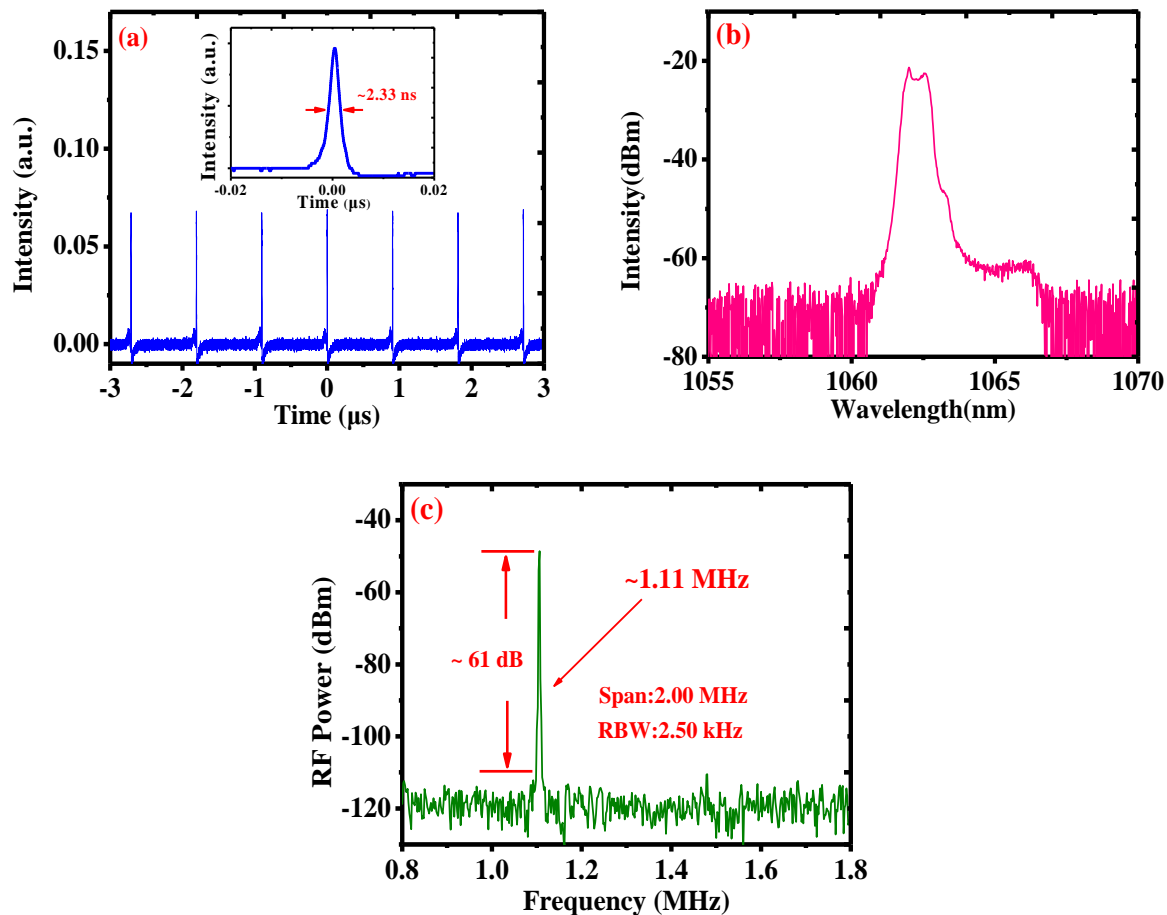 (a)
0.15
0.10
0.05
0.00
Intensity (a.u.)
-3 -2 -1 0 1 2 3
Time (µs)
Intensity (a.u.)
~2.33 ns
-0.02 0.00 0.02
Time (µs)
(b)
-20
-40
-60
-80
Intensity(dBm)
1055 1060 1065 1070
Wavelength(nm)
(c)
-40
-60
-80
-100
-120
RF Power (dBm)
~1.11 MHz
~ 61 dB
Span:2.00 MHz
RBW:2.50 kHz
0.8 1.0 1.2 1.4 1.6 1.8
Frequency (MHz)